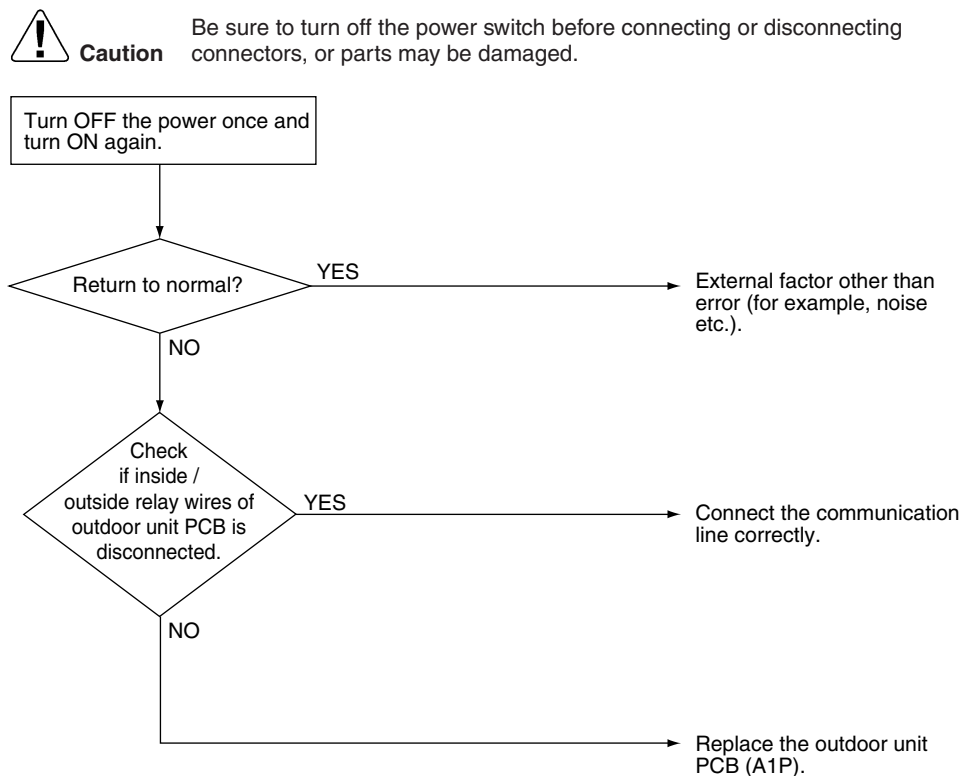 Be sure to turn off the power switch before connecting or disconnecting
Caution connectors, or parts may be damaged.
Turn OFF the power once and
turn ON again.
Return to normal?
YES
External factor other than
error (for example, noise
etc.).
NO
Check
if inside /
outside relay wires of
outdoor unit PCB is
disconnected.
YES
Connect the communication
line correctly.
NO
Replace the outdoor unit
PCB (A1P).